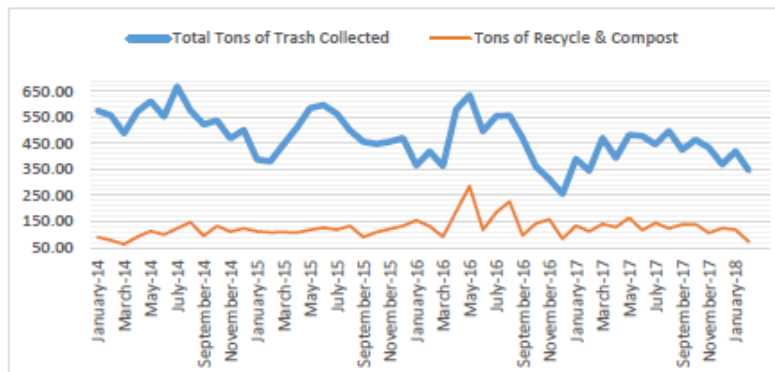 Total Tons of Trash Collected Tons of Recycle & Compost
650.00
550.00
450.00
350.00
250.00
150.00
50.00
January-14
March-14
May-14
July-14
September-14
November-14
January-15
March-15
May-15
July-15
September-15
November-15
January-16
March-16
May-16
July-16
September-16
November-16
January-17
March-17
May-17
July-17
September-17
November-17
January-18